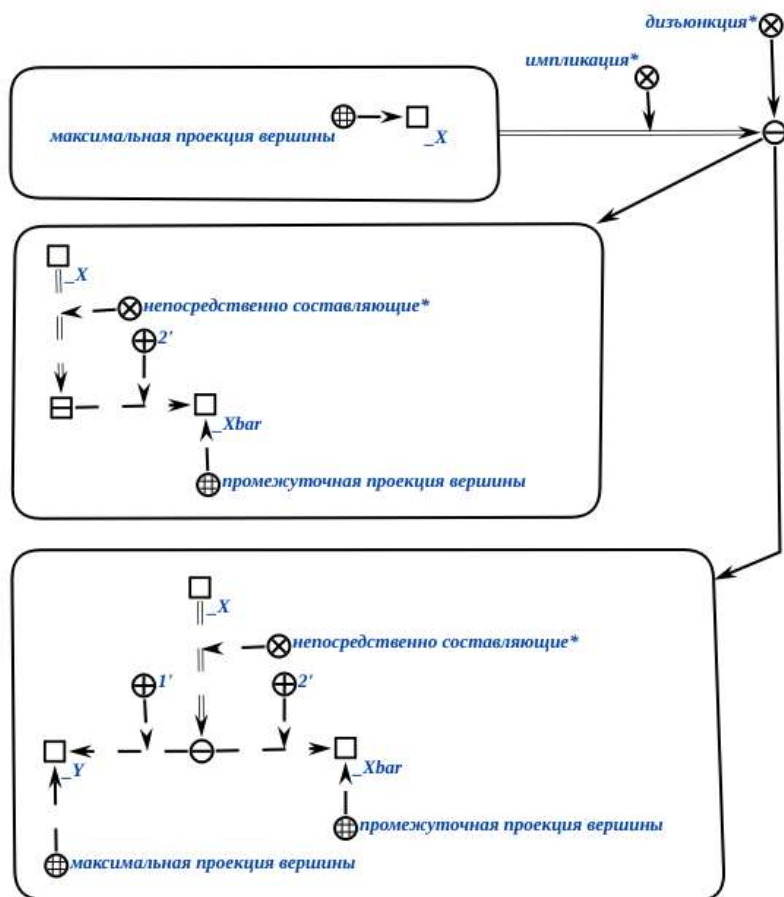 дизъюнкция*
импликация*
максимальная проекция вершины
_X
_X
непосредственно составляющие*
2'
_Xbar
промежуточная проекция вершины
_X
непосредственно составляющие*
1'
2'
_Y
_Xbar
промежуточная проекция вершины
максимальная проекция вершины